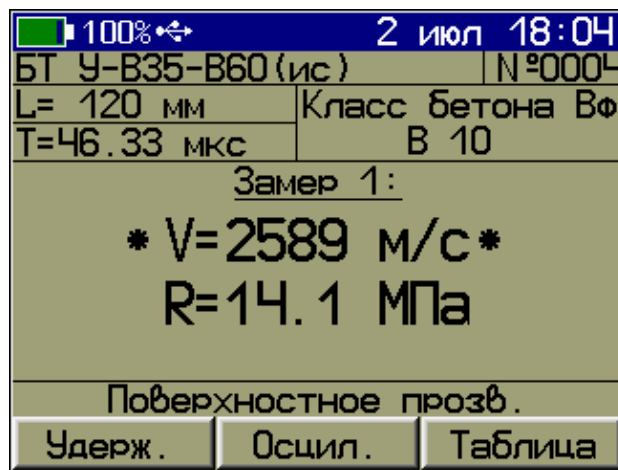 100% 2 июл 18:04
БТ У-В35-В60(ис) №0004
L= 120 мм Класс бетона Вф
T=46.33 мкс В 10
Замер 1:
*V=2589 м/с*
R=14.1 МПа
Поверхностное прозв.
Удерж. Осцил. Таблица